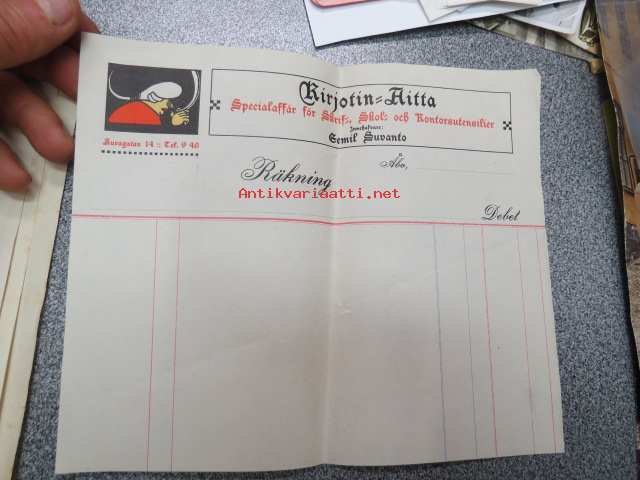 Kirjotin=Aitta
Specialaffär för Skrif=, Skol= och Kontorsutensilier
Innehafvare:
Eemil Suvanto
Auragatan 14 :: Tel. 9 40
Räkning
Åbo,
Antikvariaatti.net
Debet